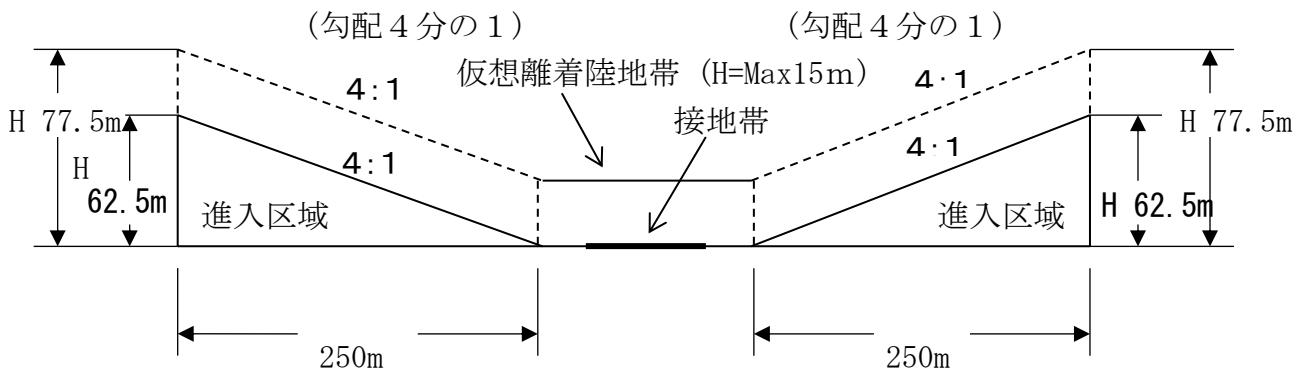 (勾配４分の１)
(勾配４分の１)
仮想離着陸地帯 (H=Max15m)
4:1
4:1
接地帯
H 77.5m
H 77.5m
4:1
4:1
H
62.5m
進入区域
進入区域
H 62.5m
250m
250m